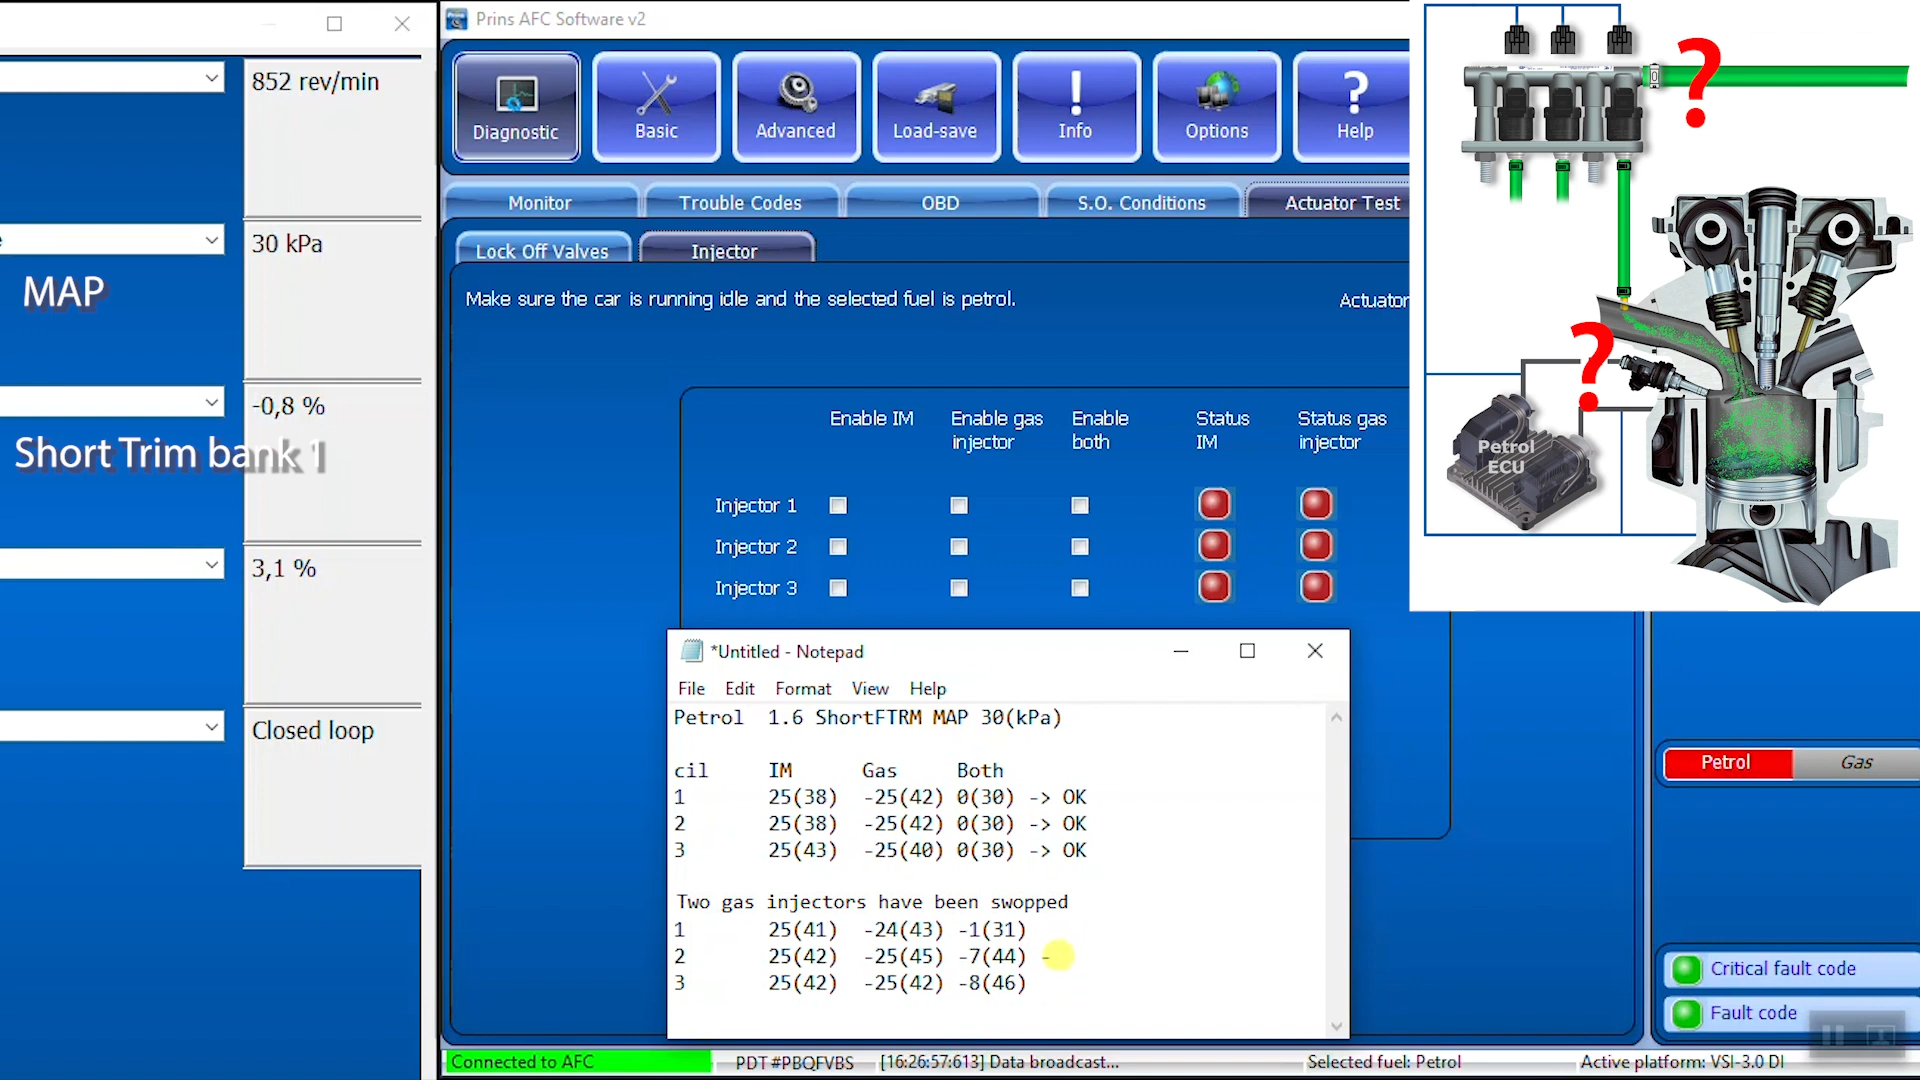 852 rev/min
30 kPa
MAP
-0,8 %
Short Trim bank 1
3,1 %
Closed loop
Prins AFC Software v2
Diagnostic
Basic
Advanced
Load-save
Info
Options
Help
Monitor
Trouble Codes
OBD
S.O. Conditions
Actuator Test
Lock Off Valves
Injector
Make sure the car is running idle and the selected fuel is petrol.
Actuator
Enable IM
Enable gas
injector
Enable
both
Status
IM
Status gas
injector
Injector 1
Injector 2
Injector 3
?
?
Petrol
ECU
*Untitled - Notepad
File Edit Format View Help
Petrol 1.6 ShortFTRM MAP 30(kPa)
cil IM Gas Both
1 25(38) -25(42) 0(30) -> OK
2 25(38) -25(42) 0(30) -> OK
3 25(43) -25(40) 0(30) -> OK
Two gas injectors have been swopped
1 25(41) -24(43) -1(31)
2 25(42) -25(45) -7(44) -
3 25(42) -25(42) -8(46)
Petrol
Gas
Critical fault code
Fault code
Connected to AFC
PDT #PBQFVBS
[16:26:57:613] Data broadcast...
Selected fuel: Petrol
Active platform: VSI-3.0 DI